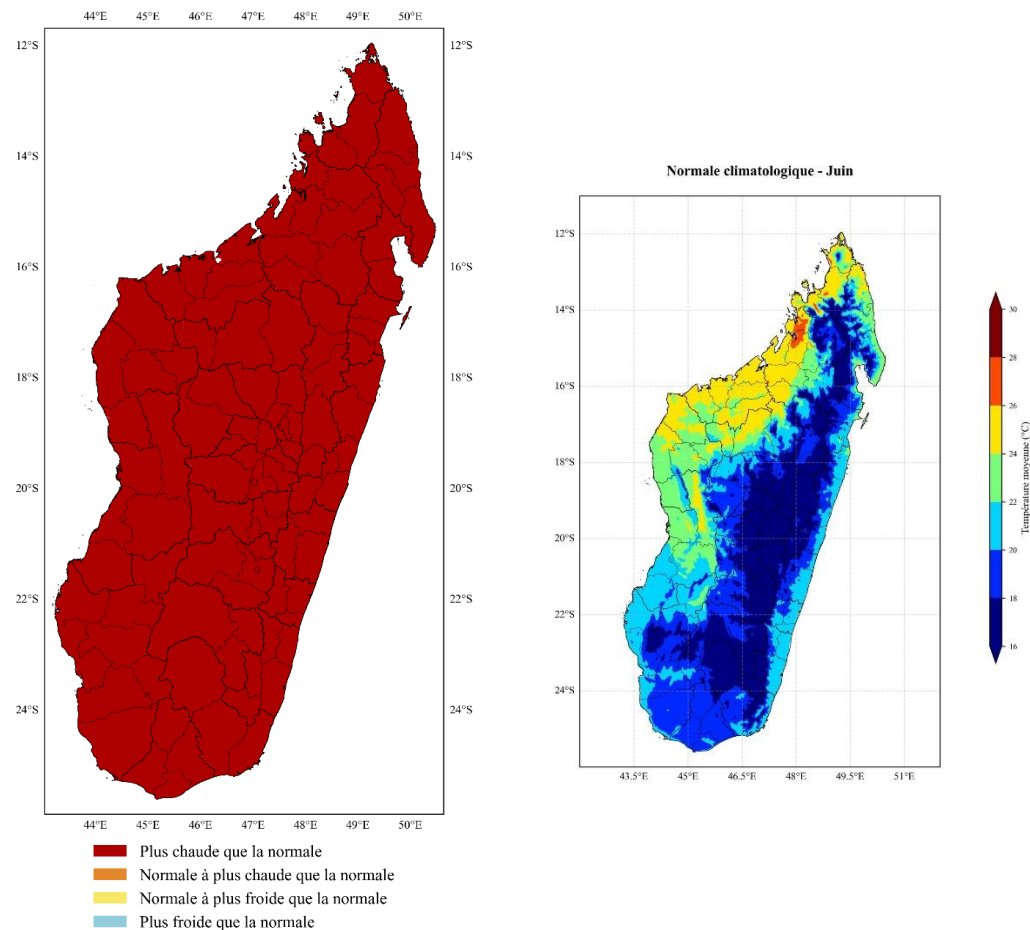 44°E 45°E 46°E 47°E 48°E 49°E 50°E
12°S 12°S
14°S 14°S
16°S 16°S
18°S 18°S
20°S 20°S
22°S 22°S
24°S 24°S
44°E 45°E 46°E 47°E 48°E 49°E 50°E
Plus chaude que la normale
Normale à plus chaude que la normale
Normale à plus froide que la normale
Plus froide que la normale
Normale climatologique - Juin
12°S
14°S
16°S
18°S
20°S
22°S
24°S
43.5°E 45°E 46.5°E 48°E 49.5°E 51°E
30
28
26
24
22
20
18
16
Température moyenne (°C)